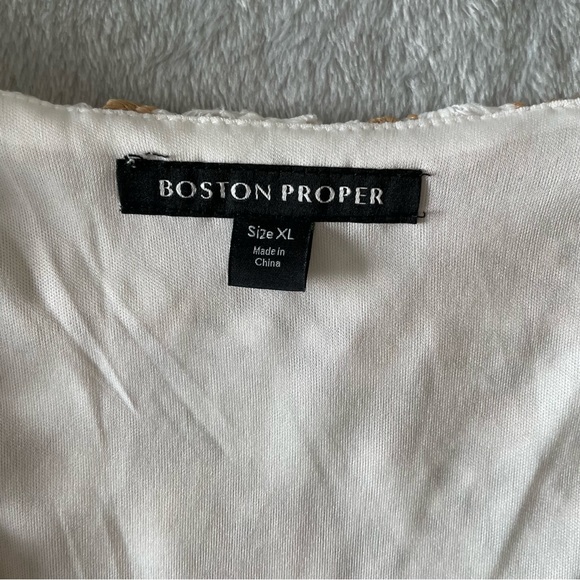 BOSTON PROPER
Size XL
Made in
China